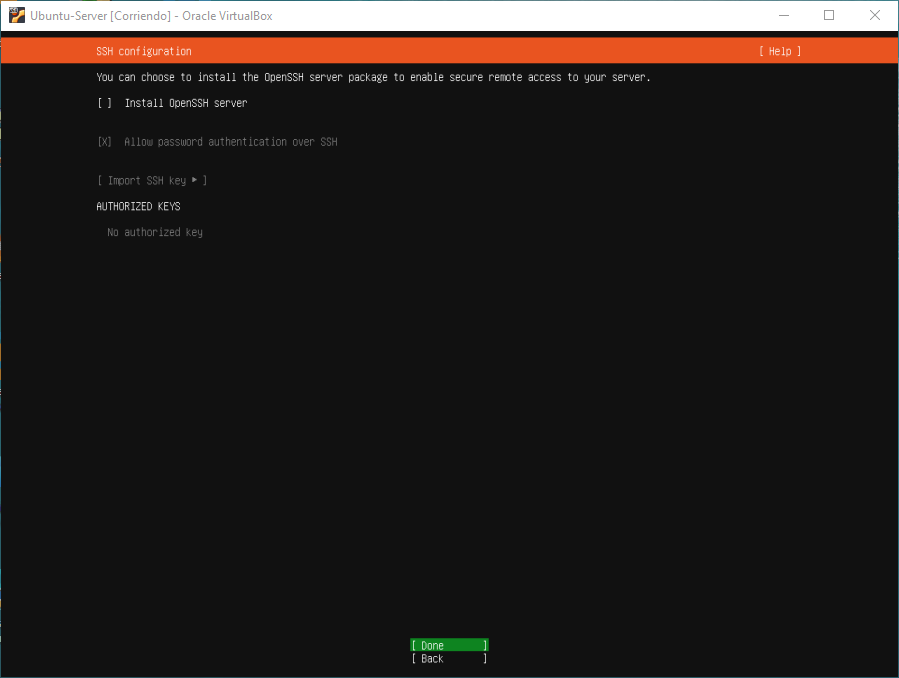 Ubuntu-Server [Corriendo] - Oracle VirtualBox
SSH configuration [ Help ]
You can choose to install the OpenSSH server package to enable secure remote access to your server.
[ ] Install OpenSSH server
[X] Allow password authentication over SSH
[ Import SSH key ▸ ]
AUTHORIZED KEYS
No authorized key
[ Done ]
[ Back ]